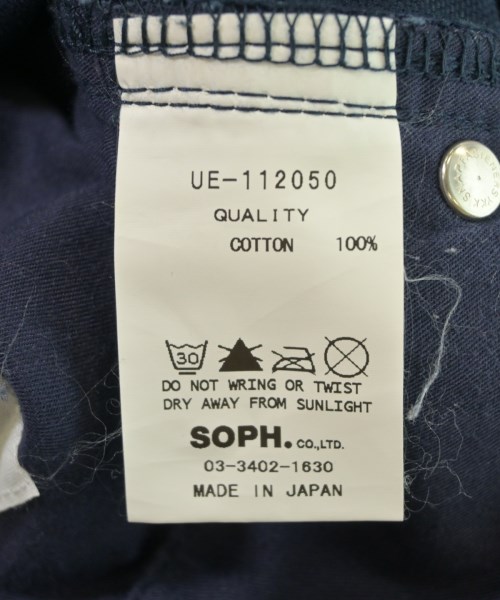 UE-112050
QUALITY
COTTON 100%
30
DO NOT WRING OR TWIST
DRY AWAY FROM SUNLIGHT
SOPH. CO.,LTD.
03-3402-1630
MADE IN JAPAN